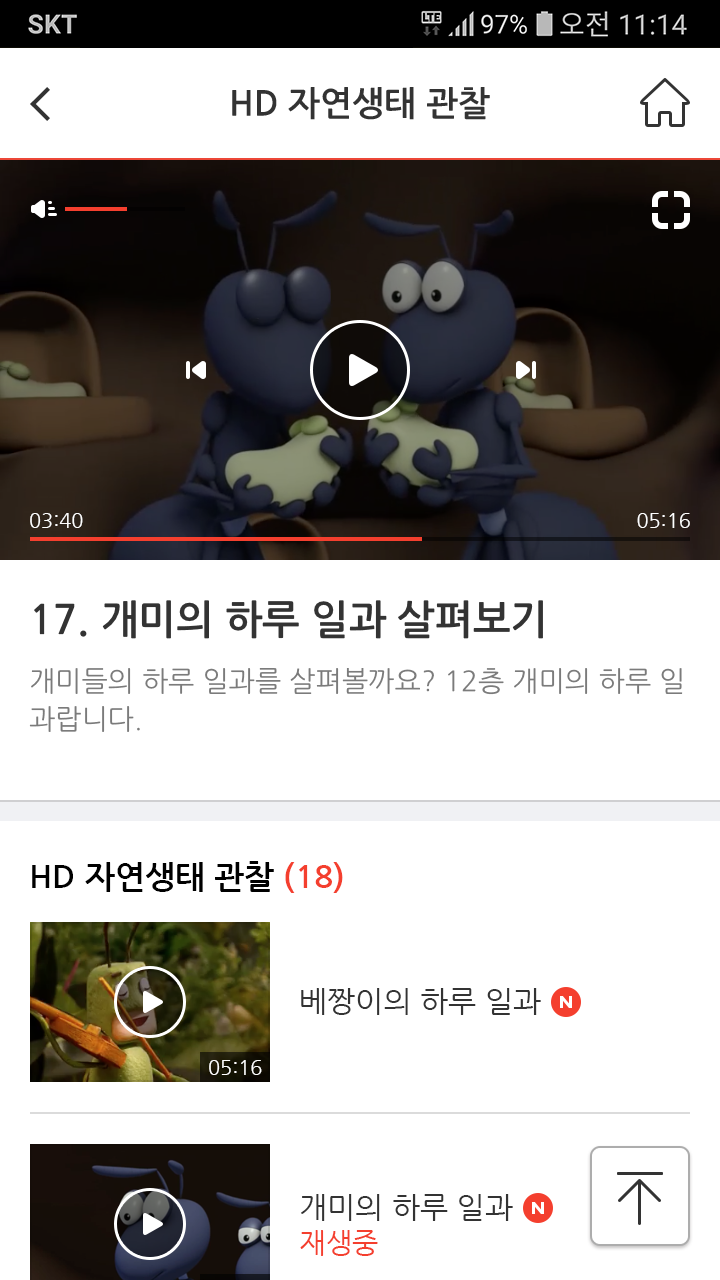 SKT LTE 97% 오전 11:14
HD 자연생태 관찰
03:40 05:16
17. 개미의 하루 일과 살펴보기
개미들의 하루 일과를 살펴볼까요? 12층 개미의 하루 일
과랍니다.
HD 자연생태 관찰 (18)
베짱이의 하루 일과 N
05:16
개미의 하루 일과 N
재생중